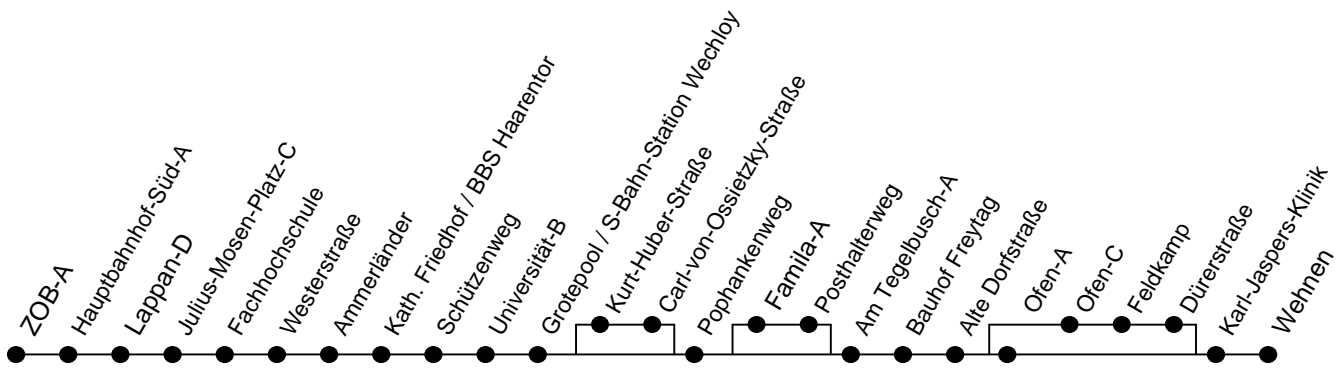 ZOB-A
Hauptbahnhof-Süd-A
Lappan-D
Julius-Mosen-Platz-C
Fachhochschule
Westerstraße
Ammerländer
Kath. Friedhof / BBS Haarentor
Schützenweg
Universität-B
Grotepool / S-Bahn-Station Wechloy
Kurt-Huber-Straße
Carl-von-Ossietzky-Straße
Pophankenweg
Famila-A
Posthalterweg
Am Tegelbusch-A
Bauhof Freytag
Alte Dorfstraße
Ofen-A
Ofen-C
Feldkamp
Dürerstraße
Karl-Jaspers-Klinik
Wehnen